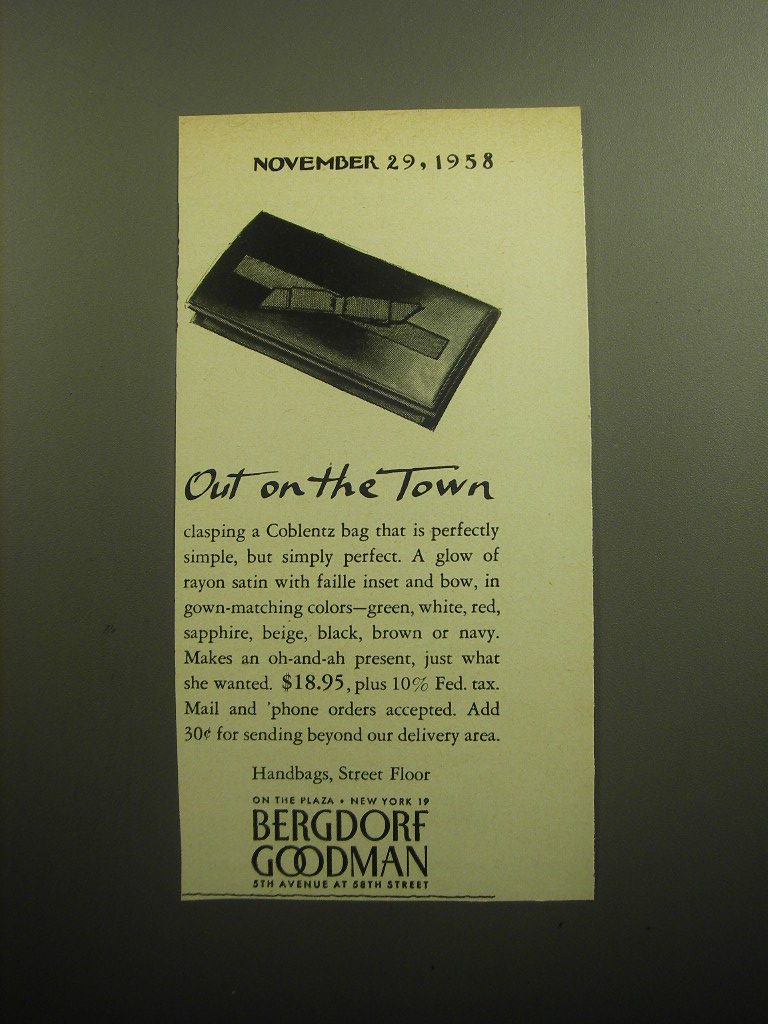 NOVEMBER 29, 1958
Out on the Town
clasping a Coblentz bag that is perfectly
simple, but simply perfect. A glow of
rayon satin with faille inset and bow, in
gown-matching colors—green, white, red,
sapphire, beige, black, brown or navy.
Makes an oh-and-ah present, just what
she wanted. $18.95, plus 10% Fed. tax.
Mail and 'phone orders accepted. Add
30¢ for sending beyond our delivery area.
Handbags, Street Floor
ON THE PLAZA • NEW YORK 19
BERGDORF
GOODMAN
5TH AVENUE AT 58TH STREET